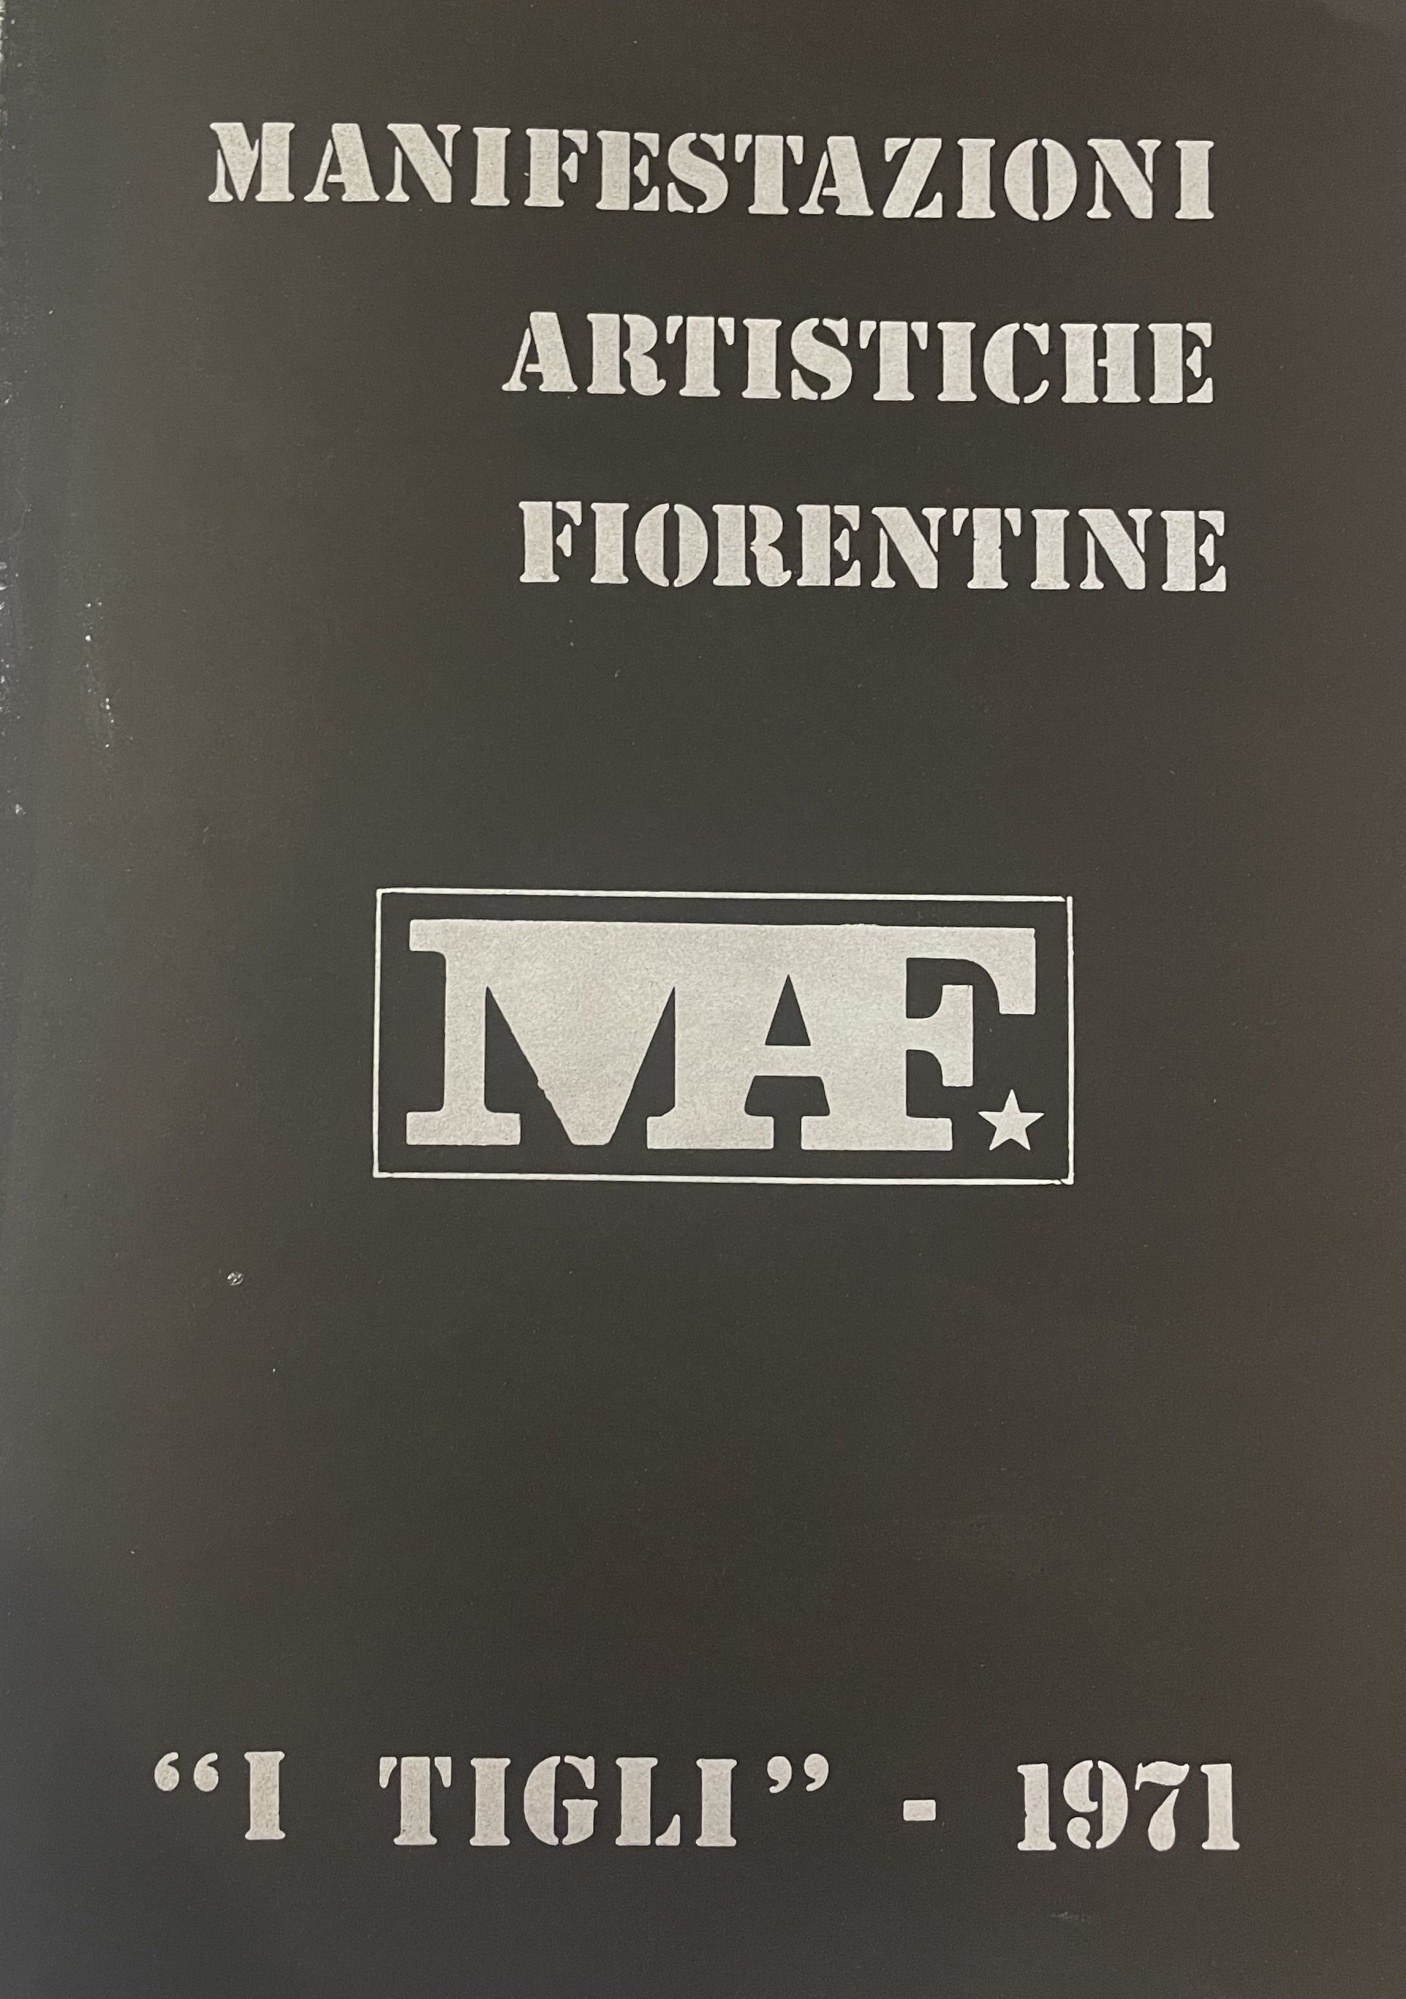 MANIFESTAZIONI
ARTISTICHE
FIORENTINE
MAF.
“I TIGLI” - 1971